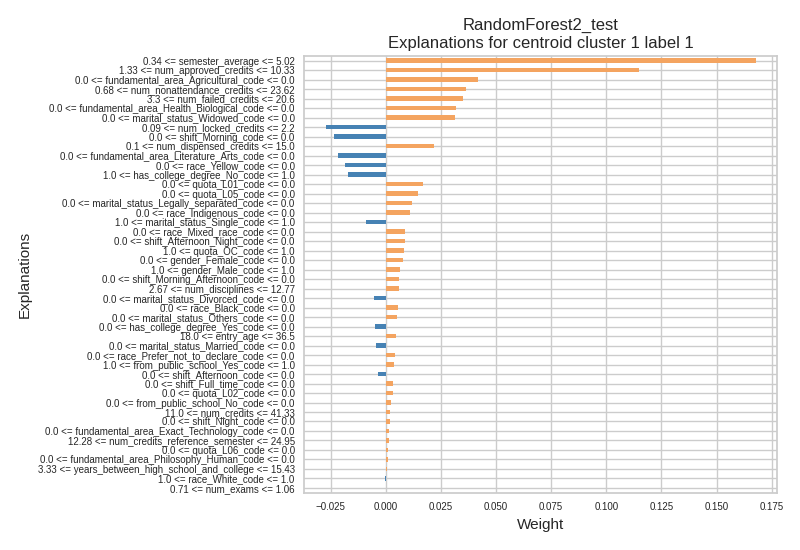 RandomForest2_test
Explanations for centroid cluster 1 label 1
Explanations
0.34 <= semester_average <= 5.02
1.33 <= num_approved_credits <= 10.33
0.0 <= fundamental_area_Agricultural_code <= 0.0
0.68 <= num_nonattendance_credits <= 23.62
3.3 <= num_failed_credits <= 20.6
0.0 <= fundamental_area_Health_Biological_code <= 0.0
0.0 <= marital_status_Widowed_code <= 0.0
0.09 <= num_locked_credits <= 2.2
0.0 <= shift_Morning_code <= 0.0
0.1 <= num_dispensed_credits <= 15.0
0.0 <= fundamental_area_Literature_Arts_code <= 0.0
0.0 <= race_Yellow_code <= 0.0
1.0 <= has_college_degree_No_code <= 1.0
0.0 <= quota_L01_code <= 0.0
0.0 <= quota_L05_code <= 0.0
0.0 <= marital_status_Legally_separated_code <= 0.0
0.0 <= race_Indigenous_code <= 0.0
1.0 <= marital_status_Single_code <= 1.0
0.0 <= race_Mixed_race_code <= 0.0
0.0 <= shift_Afternoon_Night_code <= 0.0
1.0 <= quota_OC_code <= 1.0
0.0 <= gender_Female_code <= 0.0
1.0 <= gender_Male_code <= 1.0
0.0 <= shift_Morning_Afternoon_code <= 0.0
2.67 <= num_disciplines <= 12.77
0.0 <= marital_status_Divorced_code <= 0.0
0.0 <= race_Black_code <= 0.0
0.0 <= marital_status_Others_code <= 0.0
0.0 <= has_college_degree_Yes_code <= 0.0
18.0 <= entry_age <= 36.5
0.0 <= marital_status_Married_code <= 0.0
0.0 <= race_Prefer_not_to_declare_code <= 0.0
1.0 <= from_public_school_Yes_code <= 1.0
0.0 <= shift_Afternoon_code <= 0.0
0.0 <= shift_Full_time_code <= 0.0
0.0 <= quota_L02_code <= 0.0
0.0 <= from_public_school_No_code <= 0.0
11.0 <= num_credits <= 41.33
0.0 <= shift_Night_code <= 0.0
0.0 <= fundamental_area_Exact_Technology_code <= 0.0
12.28 <= num_credits_reference_semester <= 24.95
0.0 <= quota_L06_code <= 0.0
0.0 <= fundamental_area_Philosophy_Human_code <= 0.0
3.33 <= years_between_high_school_and_college <= 15.43
1.0 <= race_White_code <= 1.0
0.71 <= num_exams <= 1.06
−0.025 0.000 0.025 0.050 0.075 0.100 0.125 0.150 0.175
Weight